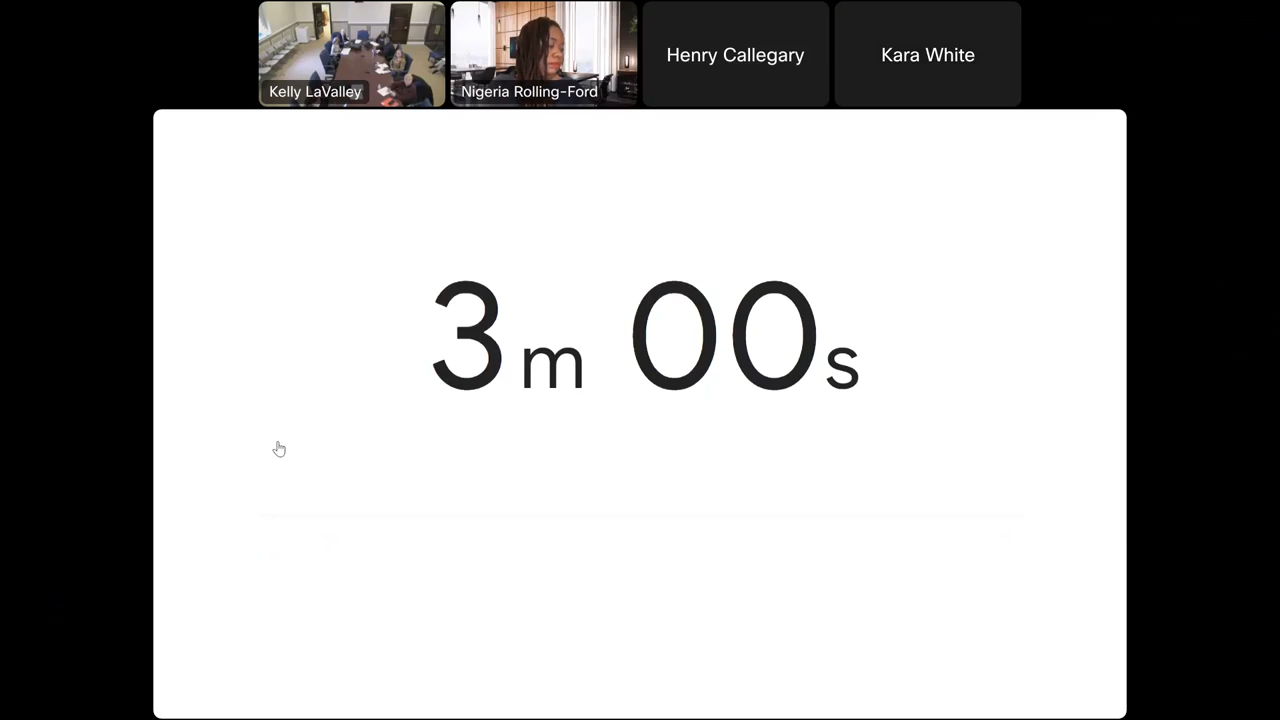 Kelly LaValley
Nigeria Rolling-Ford
Henry Callegary
Kara White
3m 00s